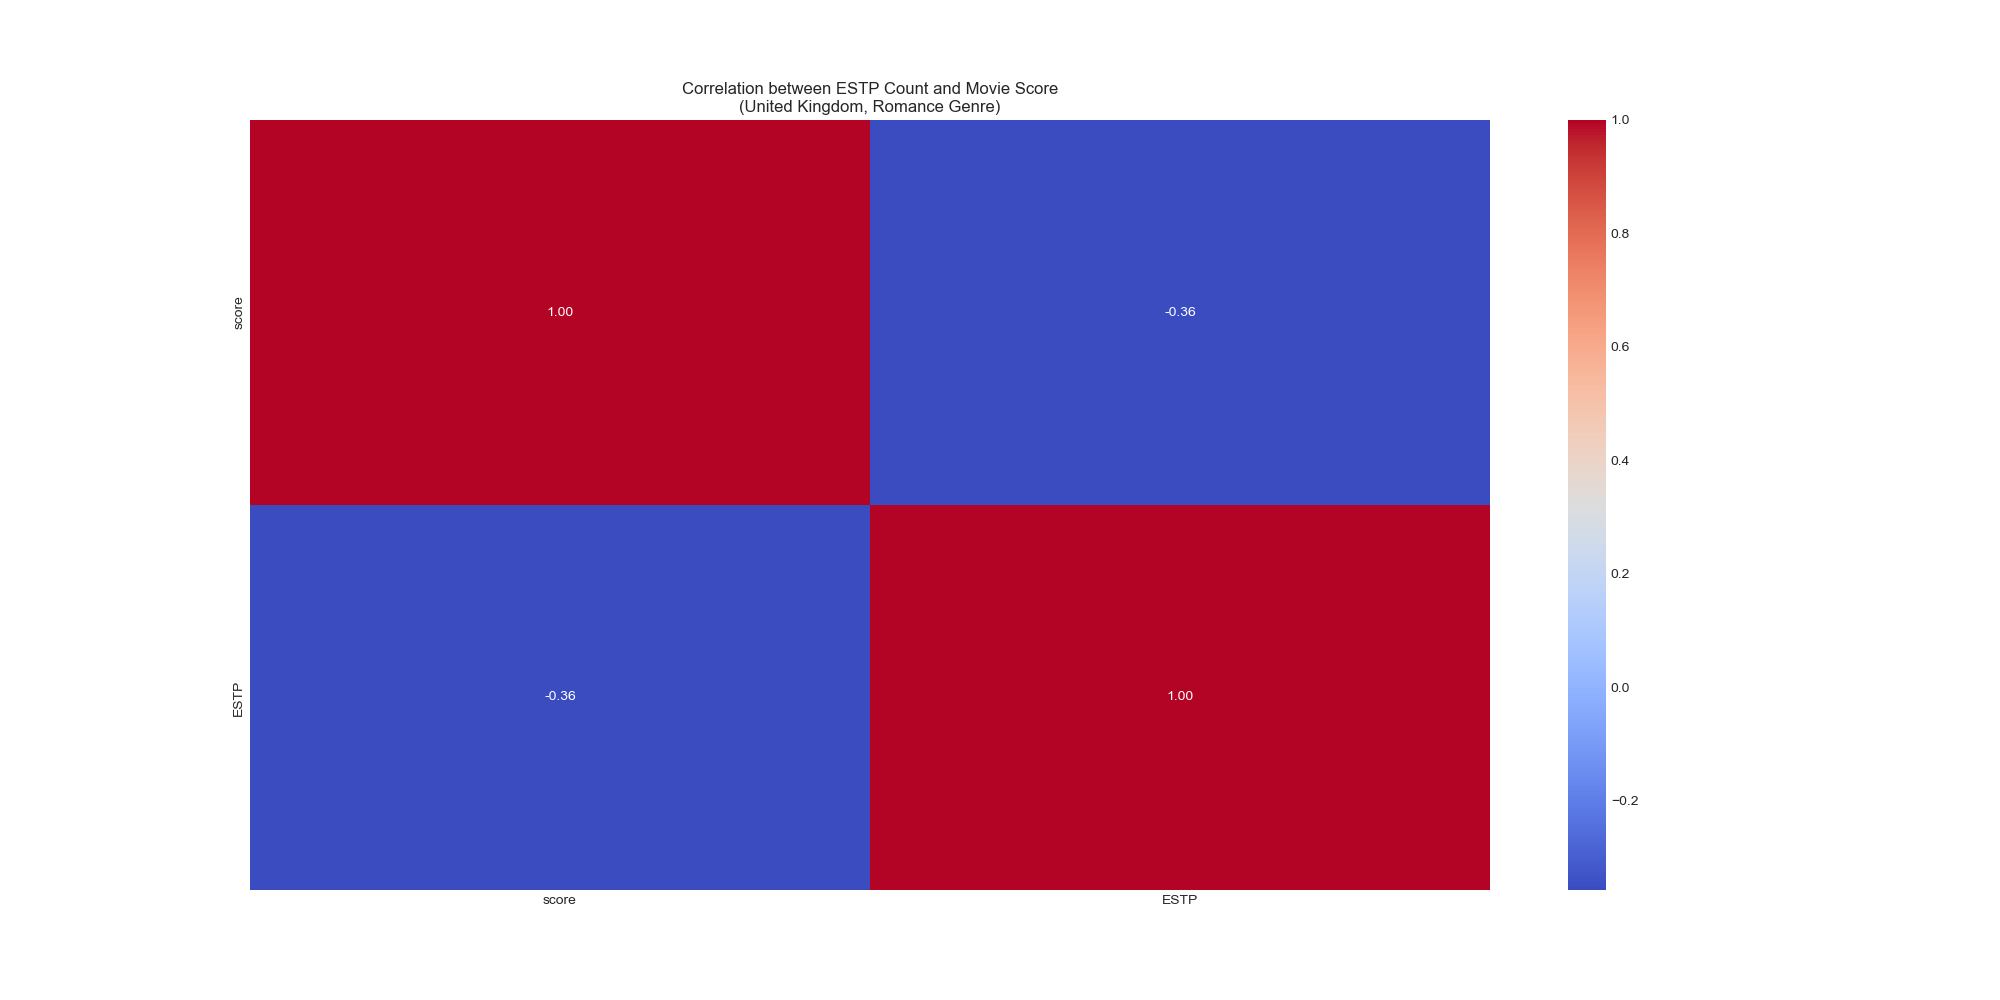 Correlation between ESTP Count and Movie Score
(United Kingdom, Romance Genre)
score
1.00
-0.36
ESTP
-0.36
1.00
score
ESTP
1.0
0.8
0.6
0.4
0.2
0.0
−0.2